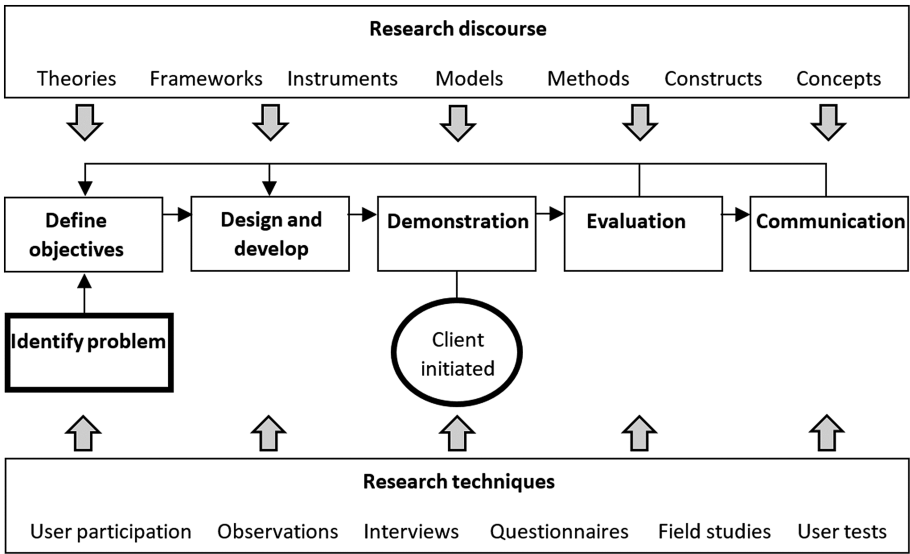 Research discourse
Theories Frameworks Instruments Models Methods Constructs Concepts
Define
objectives
Design and
develop
Demonstration
Evaluation
Communication
Identify problem
Client
initiated
Research techniques
User participation Observations Interviews Questionnaires Field studies User tests